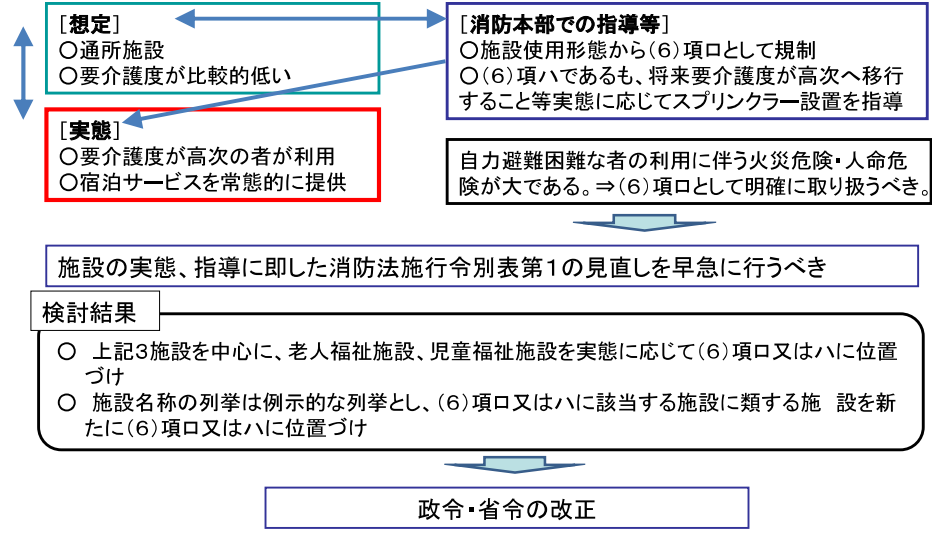 ［想定］
○通所施設
○要介護度が比較的低い
［実態］
○要介護度が高次の者が利用
○宿泊サービスを常態的に提供
［消防本部での指導等］
○施設使用形態から（６）項ロとして規制
○（６）項ハであるも、将来要介護度が高次へ移行
すること等実態に応じてスプリンクラー設置を指導
自力避難困難な者の利用に伴う火災危険・人命危
険が大である。⇒（６）項ロとして明確に取り扱うべき。
施設の実態、指導に即した消防法施行令別表第１の見直しを早急に行うべき
検討結果
○　上記３施設を中心に、老人福祉施設、児童福祉施設を実態に応じて（６）項ロ又はハに位置
づけ
○　施設名称の列挙は例示的な列挙とし、（６）項ロ又はハに該当する施設に類する施　設を新
たに（６）項ロ又はハに位置づけ
政令・省令の改正